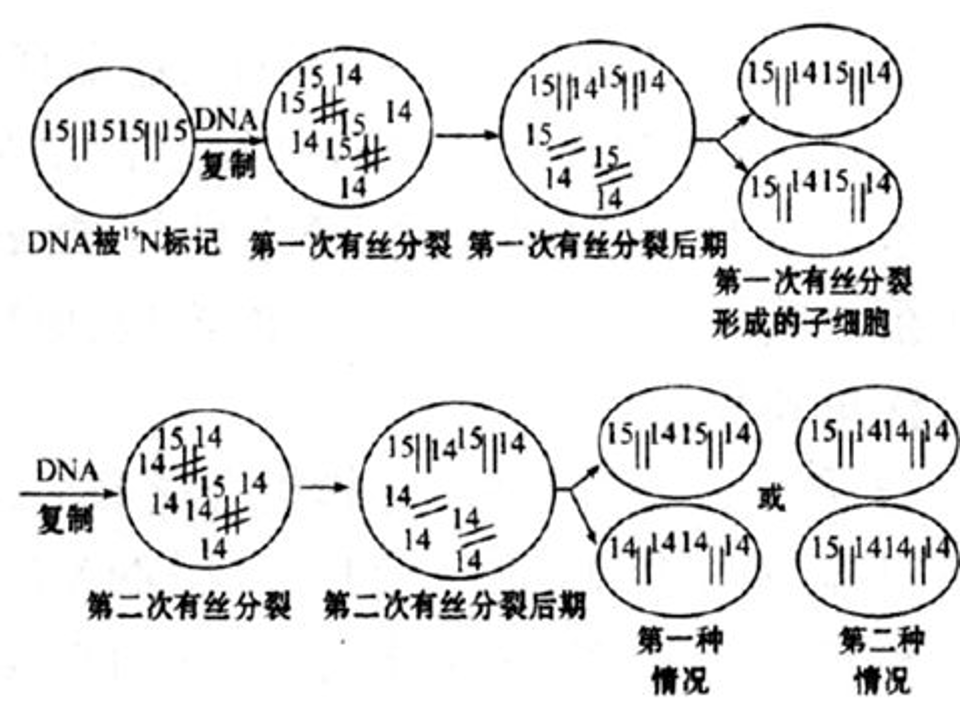 15 15 15 15
DNA
复制
15 14
15 14
14 15
15
14
15 14 15 14
15
14
15
14
15 14 15 14
15 14 15 14
DNA被¹⁵N标记
第一次有丝分裂
第一次有丝分裂后期
第一次有丝分裂
形成的子细胞
DNA
复制
15 14
14
15 14
14 14
14
15 14 15 14
14
14
14
14
15 14 15 14
14 14 14 14
或
15 14 14 14
15 14 14 14
第二次有丝分裂
第二次有丝分裂后期
第一种
情况
第二种
情况